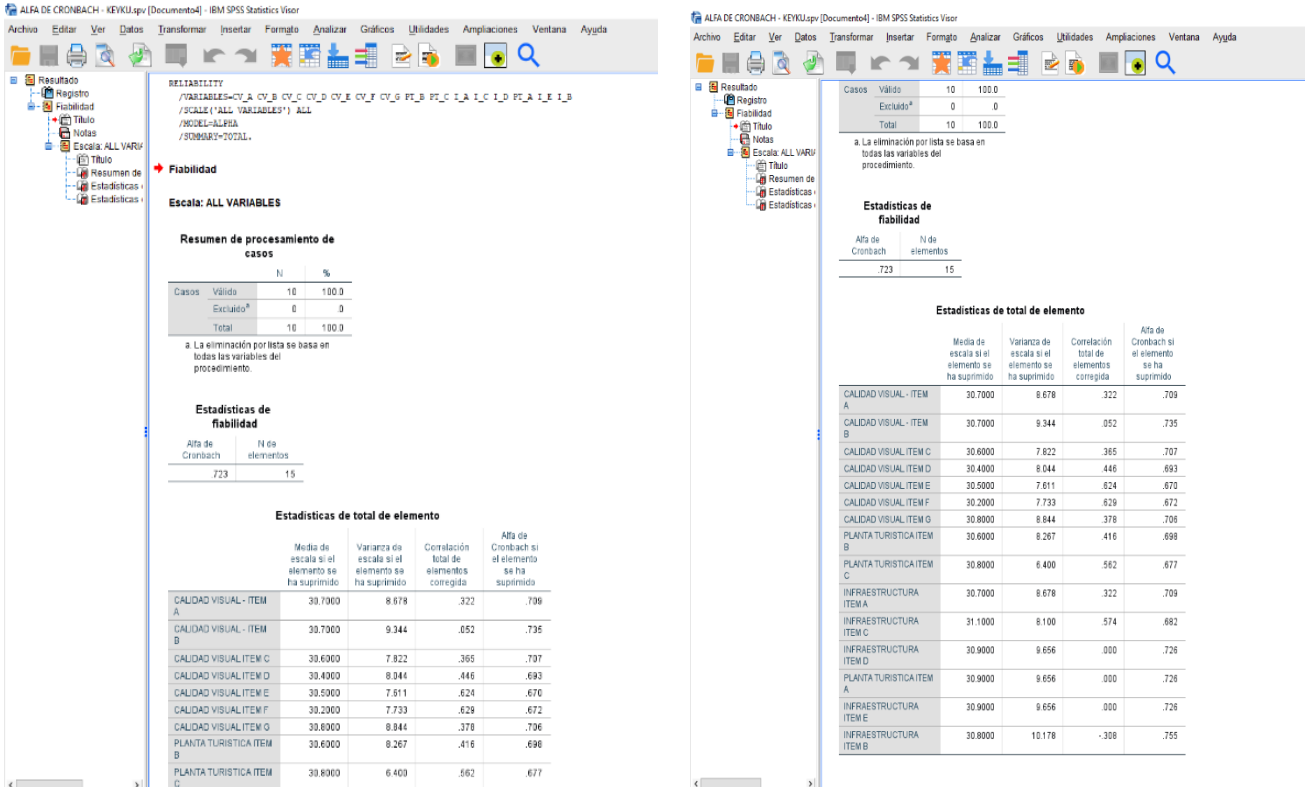 ALFA DE CRONBACH - KEYKU.spv [Documento4] - IBM SPSS Statistics Visor
Archivo Editar Ver Datos Transformar Insertar Formato Analizar Gráficos Utilidades Ampliaciones Ventana Ayuda
Resultado
Registro
Fiabilidad
Título
Notas
Escala: ALL VARI
Título
Resumen de
Estadísticas
Estadísticas
RELIABILITY
/VARIABLES=CV_A CV_B CV_C CV_D CV_E CV_F CV_G PT_B PT_C I_A I_C I_D PT_A I_E I_B
/SCALE('ALL VARIABLES') ALL
/MODEL=ALPHA
/SUMMARY=TOTAL.
Fiabilidad
Escala: ALL VARIABLES
Resumen de procesamiento de
casos
N %
Casos Válido 10 100.0
Excluido a 0 .0
Total 10 100.0
a. La eliminación por lista se basa en
todas las variables del
procedimiento.
Estadísticas de
fiabilidad
Alfa de N de
Cronbach elementos
.723 15
Estadísticas de total de elemento
Alfa de
Media de Varianza de Correlación Cronbach si
escala si el escala si el total de el elemento
elemento se elemento se elementos se ha
ha suprimido ha suprimido corregida suprimido
CALIDAD VISUAL - ITEM 30.7000 8.678 .322 .709
A
CALIDAD VISUAL - ITEM 30.7000 9.344 .052 .735
B
CALIDAD VISUAL ITEM C 30.6000 7.822 .365 .707
CALIDAD VISUAL ITEM D 30.4000 8.044 .446 .693
CALIDAD VISUAL ITEM E 30.5000 7.611 .624 .670
CALIDAD VISUAL ITEM F 30.2000 7.733 .629 .672
CALIDAD VISUAL ITEM G 30.8000 8.844 .378 .706
PLANTA TURISTICA ITEM 30.6000 8.267 .416 .698
B
PLANTA TURISTICA ITEM 30.8000 6.400 .562 .677
C
ALFA DE CRONBACH - KEYKU.spv [Documento4] - IBM SPSS Statistics Visor
Archivo Editar Ver Datos Transformar Insertar Formato Analizar Gráficos Utilidades Ampliaciones Ventana Ayuda
Resultado
Registro
Fiabilidad
Título
Notas
Escala: ALL VARI
Título
Resumen de
Estadísticas
Estadísticas
Casos Válido 10 100.0
Excluido a 0 .0
Total 10 100.0
a. La eliminación por lista se basa en
todas las variables del
procedimiento.
Estadísticas de
fiabilidad
Alfa de N de
Cronbach elementos
.723 15
Estadísticas de total de elemento
Alfa de
Media de Varianza de Correlación Cronbach si
escala si el escala si el total de el elemento
elemento se elemento se elementos se ha
ha suprimido ha suprimido corregida suprimido
CALIDAD VISUAL - ITEM 30.7000 8.678 .322 .709
A
CALIDAD VISUAL - ITEM 30.7000 9.344 .052 .735
B
CALIDAD VISUAL ITEM C 30.6000 7.822 .365 .707
CALIDAD VISUAL ITEM D 30.4000 8.044 .446 .693
CALIDAD VISUAL ITEM E 30.5000 7.611 .624 .670
CALIDAD VISUAL ITEM F 30.2000 7.733 .629 .672
CALIDAD VISUAL ITEM G 30.8000 8.844 .378 .706
PLANTA TURISTICA ITEM 30.6000 8.267 .416 .698
B
PLANTA TURISTICA ITEM 30.8000 6.400 .562 .677
C
INFRAESTRUCTURA 30.7000 8.678 .322 .709
ITEM A
INFRAESTRUCTURA 31.1000 8.100 .574 .682
ITEM C
INFRAESTRUCTURA 30.9000 9.656 .000 .726
ITEM D
PLANTA TURISTICA ITEM 30.9000 9.656 .000 .726
A
INFRAESTRUCTURA 30.9000 9.656 .000 .726
ITEM E
INFRAESTRUCTURA 30.8000 10.178 -.308 .755
ITEM B